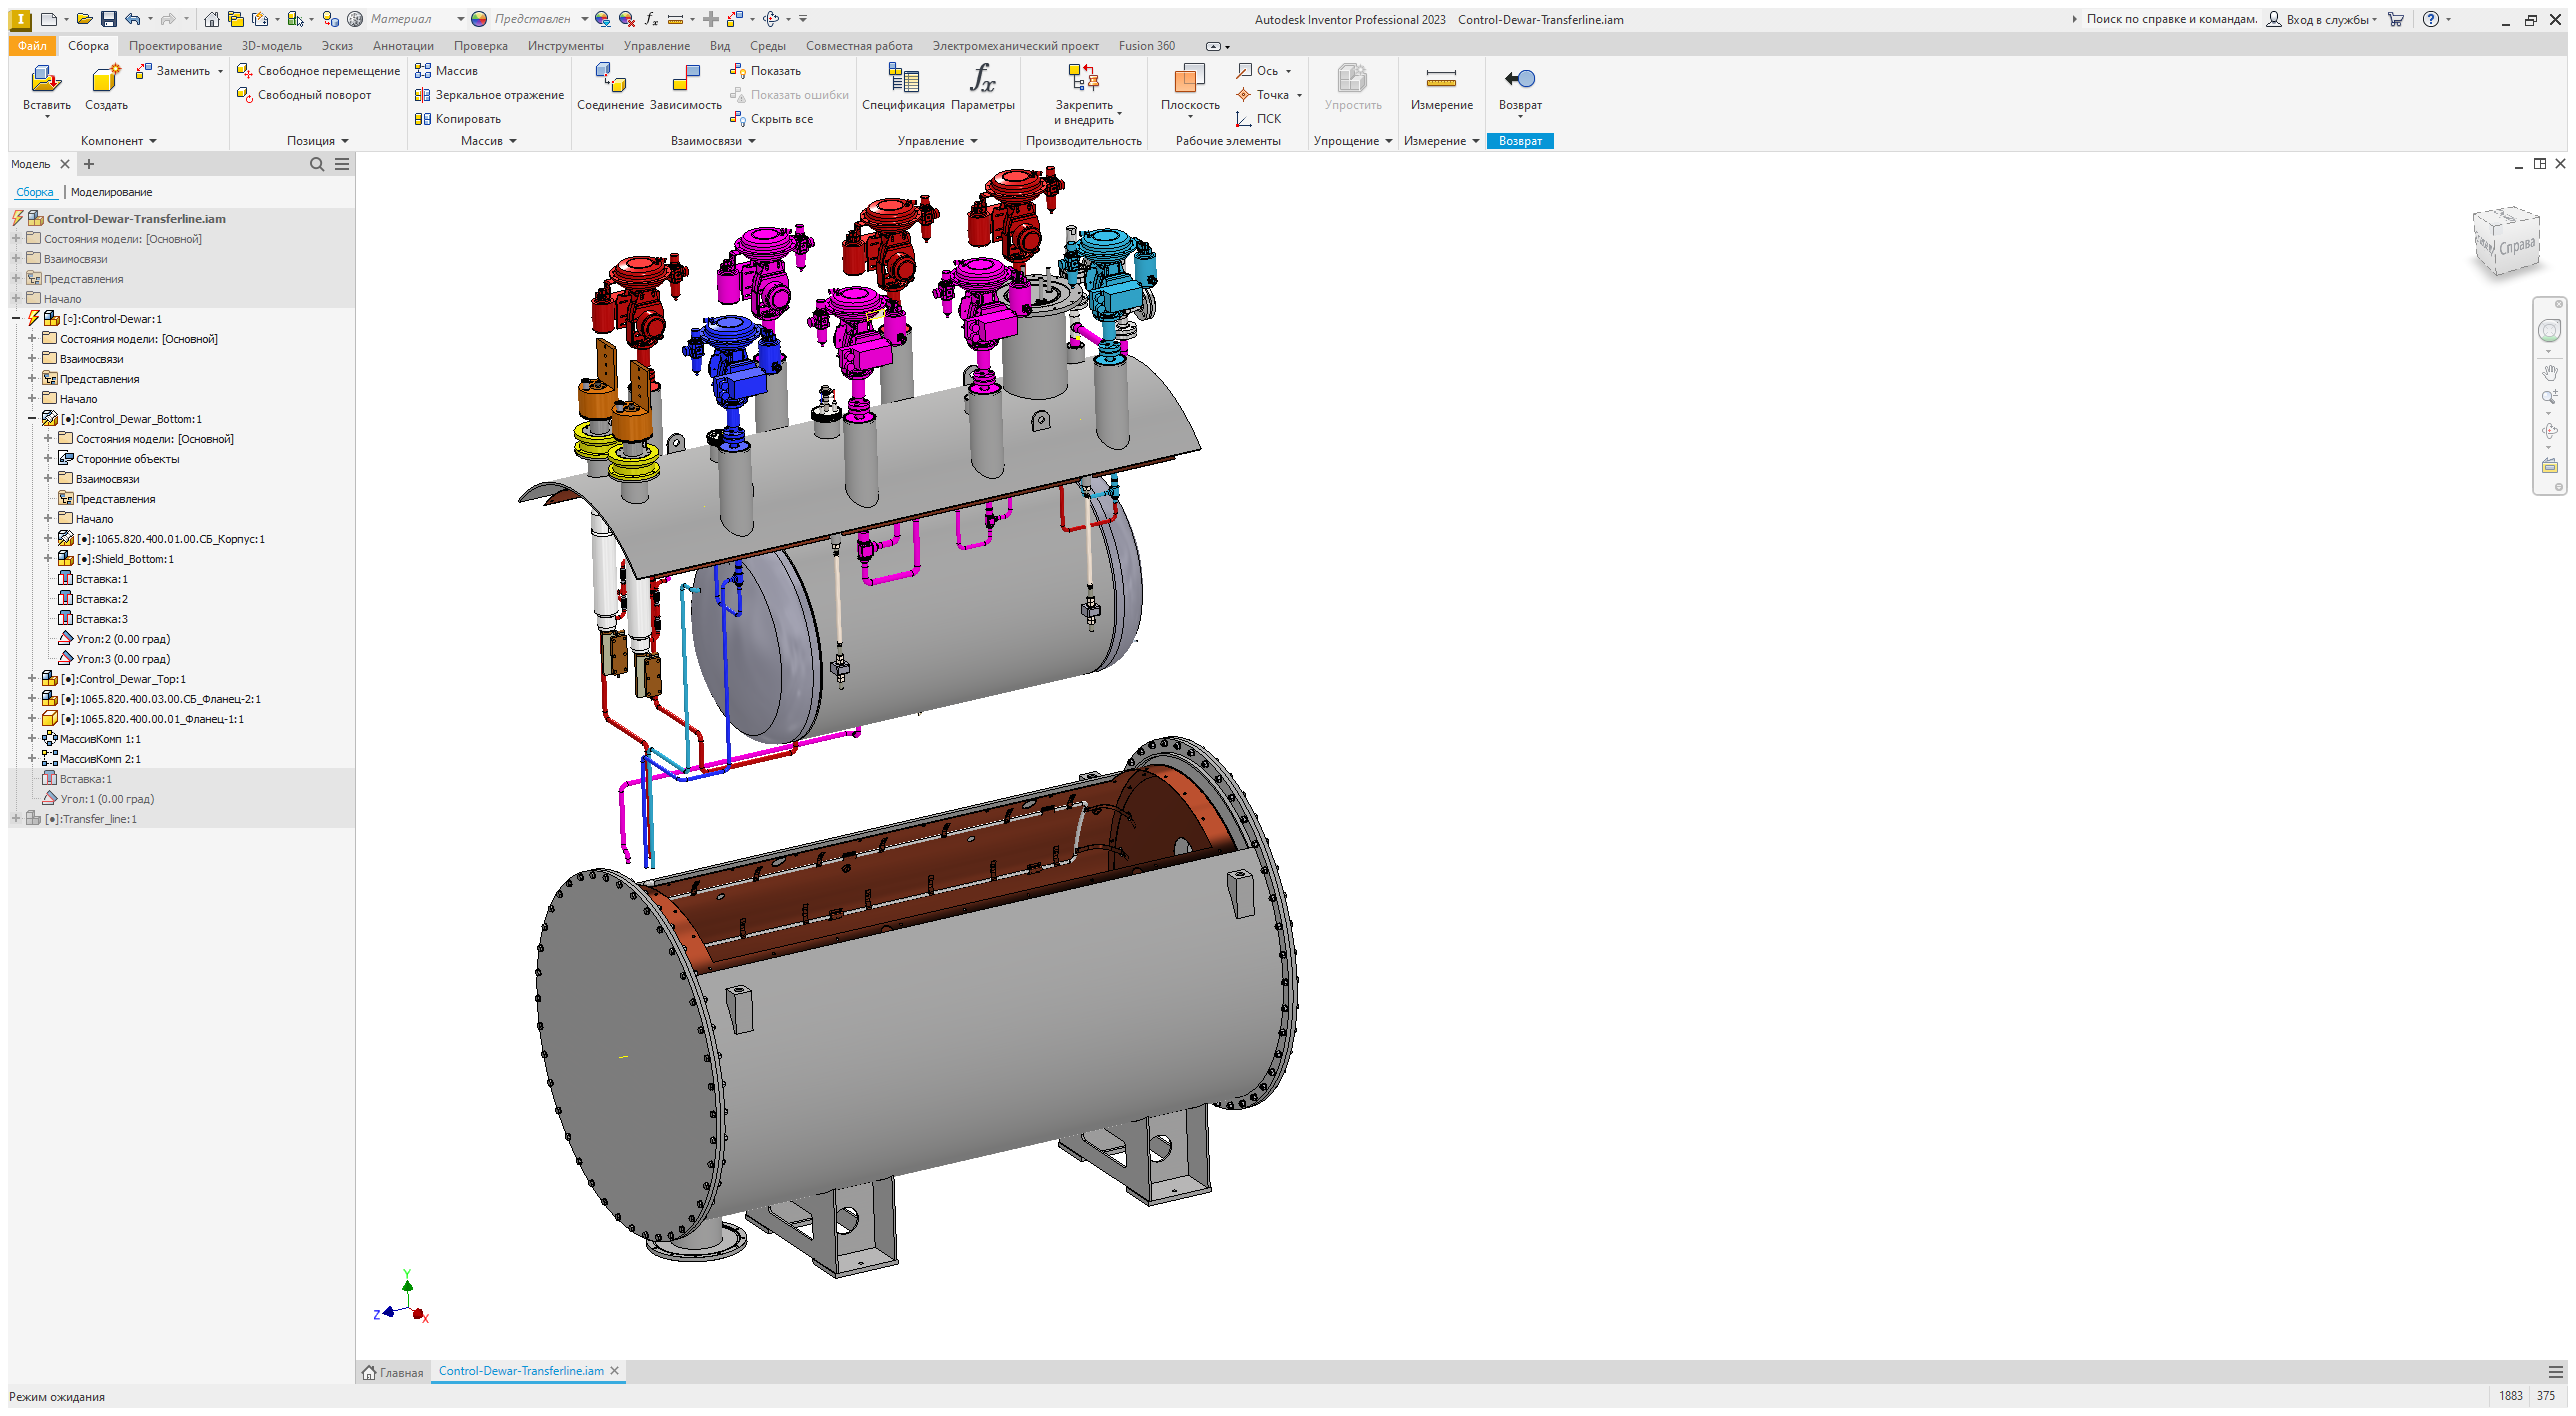 Материал
Представлен
Autodesk Inventor Professional 2023 Control-Dewar-Transferline.iam
Поиск по справке и командам.
Вход в службы
Файл Сборка Проектирование 3D-модель Эскиз Аннотации Проверка Инструменты Управление Вид Среды Совместная работа Электромеханический проект Fusion 360
Вставить
Создать
Заменить
Компонент
Свободное перемещение
Свободный поворот
Позиция
Массив
Зеркальное отражение
Копировать
Массив
Соединение
Зависимость
Показать
Показать ошибки
Скрыть все
Взаимосвязи
Спецификация
fx
Параметры
Управление
Закрепить
и внедрить
Производительность
Плоскость
Ось
Точка
ПСК
Рабочие элементы
Упростить
Упрощение
Измерение
Измерение
Возврат
Возврат
Модель
Сборка | Моделирование
Control-Dewar-Transferline.iam
Состояния модели: [Основной]
Взаимосвязи
Представления
Начало
[○]:Control-Dewar:1
Состояния модели: [Основной]
Взаимосвязи
Представления
Начало
[●]:Control_Dewar_Bottom:1
Состояния модели: [Основной]
Сторонние объекты
Взаимосвязи
Представления
Начало
[●]:1065.820.400.01.00.СБ_Корпус:1
[●]:Shield_Bottom:1
Вставка:1
Вставка:2
Вставка:3
Угол:2 (0.00 град)
Угол:3 (0.00 град)
[●]:Control_Dewar_Top:1
[●]:1065.820.400.03.00.СБ_Фланец-2:1
[●]:1065.820.400.00.01_Фланец-1:1
МассивКомп 1:1
МассивКомп 2:1
Вставка:1
Угол:1 (0.00 град)
[●]:Transfer_line:1
Справа
Y
Z
X
Главная
Control-Dewar-Transferline.iam
Режим ожидания
1883 375